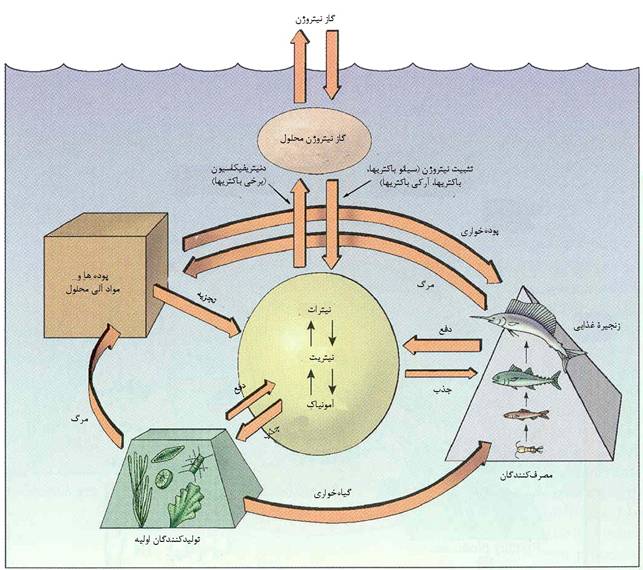 گاز نیتروژن
گاز نیتروژن محلول
دنیتریفیکاسیون
(برخی باکتریها)
تثبیت نیتروژن (سیانو باکتریها،
باکتریها، آرکی باکتریها)
پوده‌خواری
پوده ها و
مواد آلی محلول
تجزیه
مرگ
نیترات
نیتریت
آمونیاک
زنجیرهٔ غذایی
دفع
جذب
دفع
جذب
مرگ
گیاه‌خواری
مصرف‌کنندگان
تولیدکنندگان اولیه